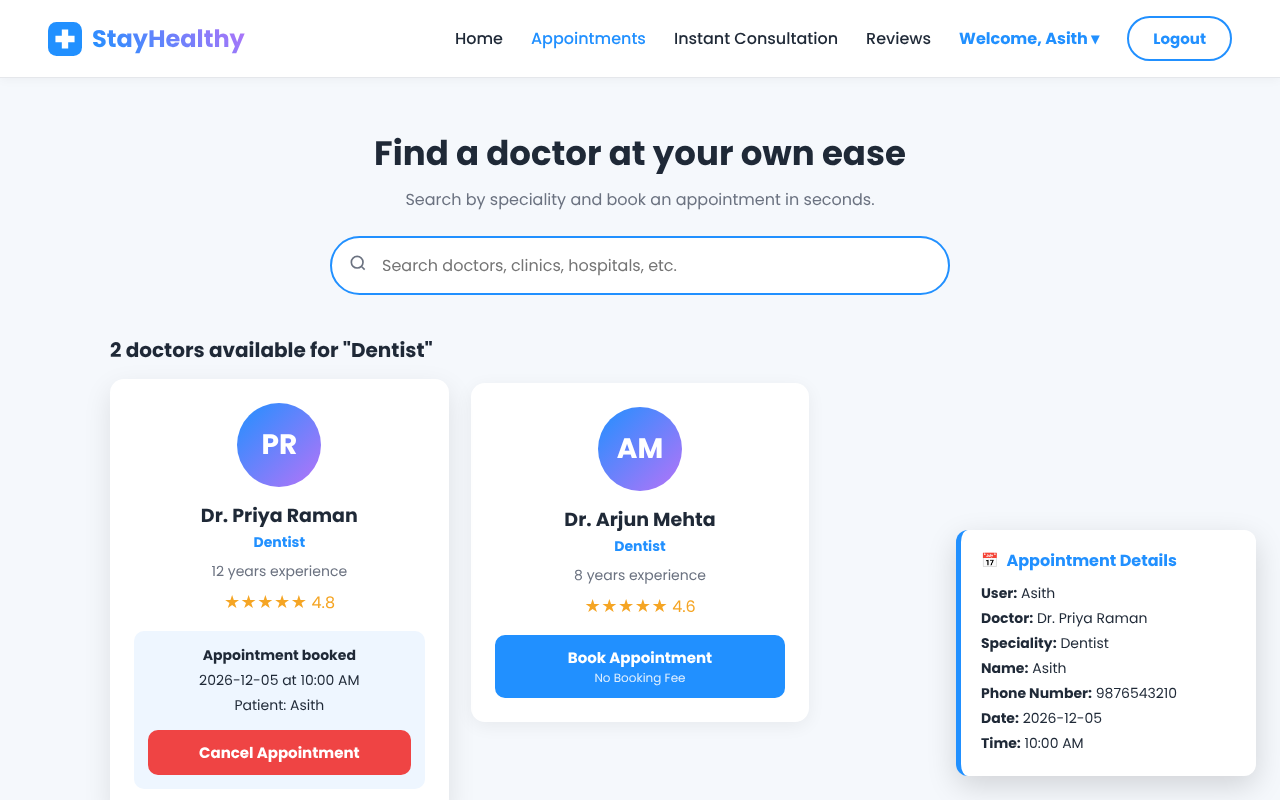 StayHealthy
Home
Appointments
Instant Consultation
Reviews
Welcome, Asith ▾
Logout
Find a doctor at your own ease
Search by speciality and book an appointment in seconds.
Search doctors, clinics, hospitals, etc.
2 doctors available for "Dentist"
PR
Dr. Priya Raman
Dentist
12 years experience
★★★★★ 4.8
Appointment booked
2026-12-05 at 10:00 AM
Patient: Asith
Cancel Appointment
AM
Dr. Arjun Mehta
Dentist
8 years experience
★★★★★ 4.6
Book Appointment
No Booking Fee
📅 Appointment Details
User: Asith
Doctor: Dr. Priya Raman
Speciality: Dentist
Name: Asith
Phone Number: 9876543210
Date: 2026-12-05
Time: 10:00 AM